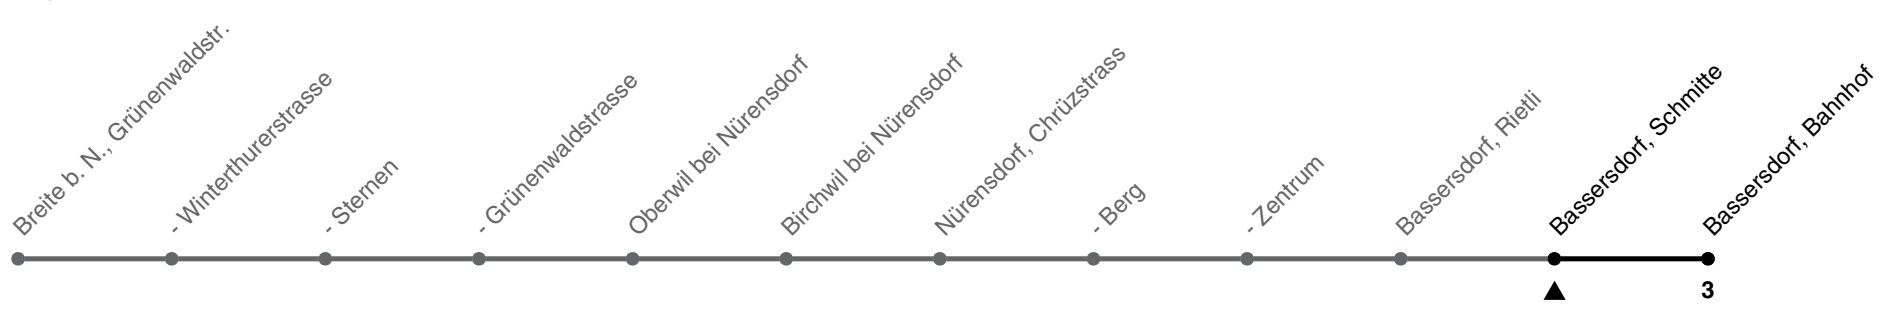 Breite b. N., Grünenwaldstr.
- Winterthurerstrasse
- Sternen
- Grünenwaldstrasse
Oberwil bei Nürensdorf
Birchwil bei Nürensdorf
Nürensdorf, Chrüzstrass
- Berg
- Zentrum
Bassersdorf, Rietli
Bassersdorf, Schmitte
Bassersdorf, Bahnhof
3